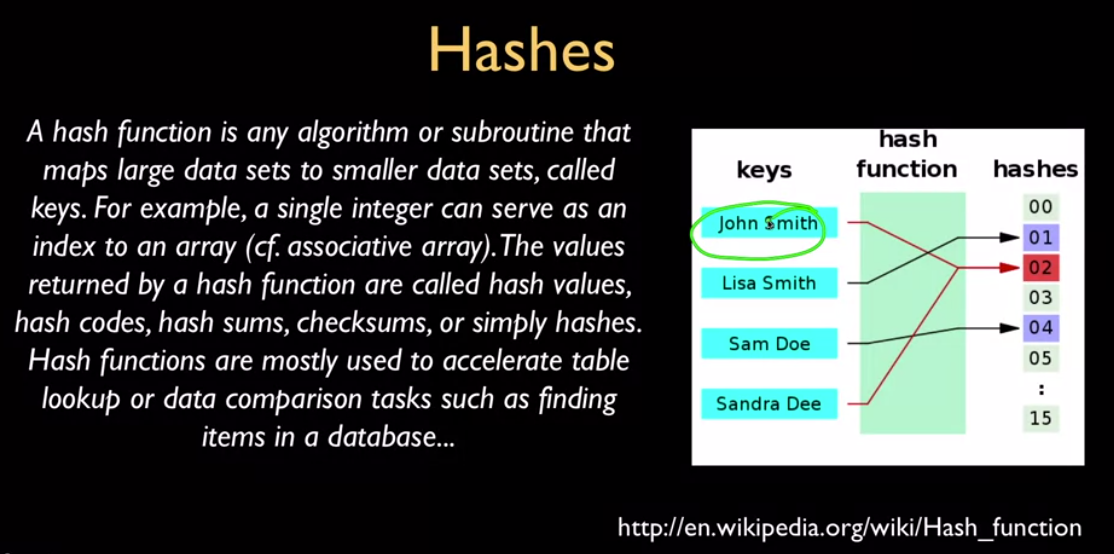 Hashes
A hash function is any algorithm or subroutine that
maps large data sets to smaller data sets, called
keys. For example, a single integer can serve as an
index to an array (cf. associative array). The values
returned by a hash function are called hash values,
hash codes, hash sums, checksums, or simply hashes.
Hash functions are mostly used to accelerate table
lookup or data comparison tasks such as finding
items in a database...
keys
hash
function
hashes
John Smith
Lisa Smith
Sam Doe
Sandra Dee
00
01
02
03
04
05
:
15
http://en.wikipedia.org/wiki/Hash_function